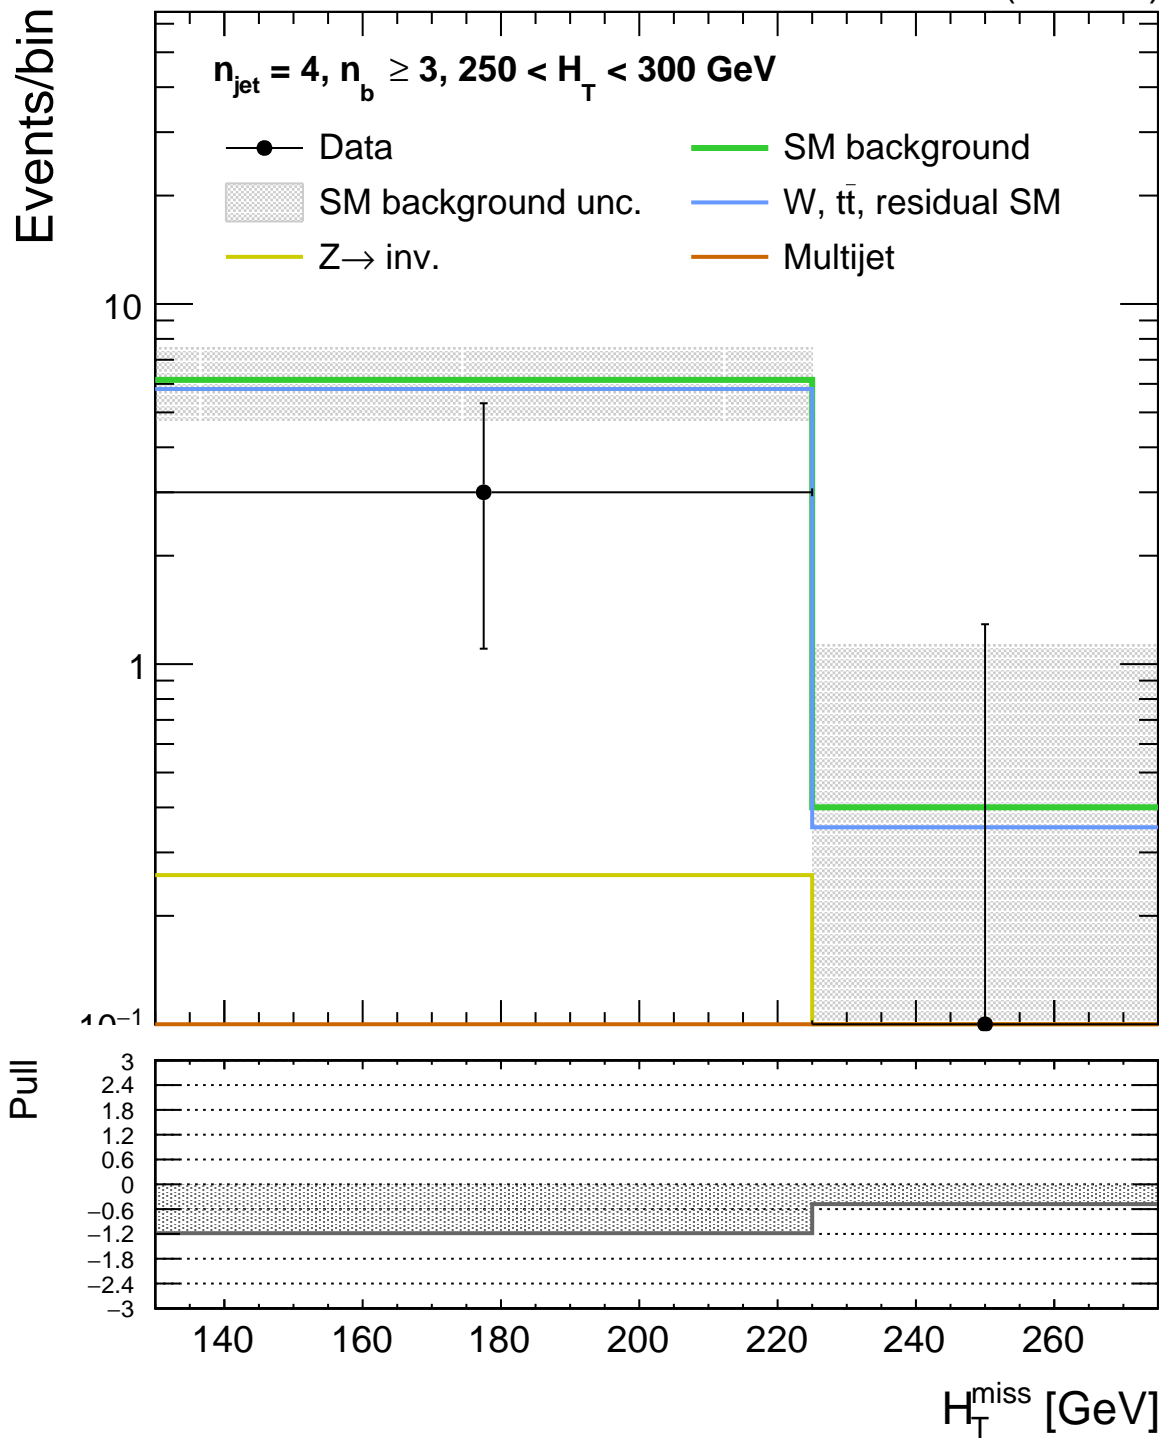 Events/bin
n_jet = 4, n_b ≥ 3, 250 < H_T < 300 GeV
Data
SM background
SM background unc.
W, tt̄, residual SM
Z→ inv.
Multijet
10
1
10⁻¹
Pull
3
2.4
1.8
1.2
0.6
0
−0.6
−1.2
−1.8
−2.4
−3
140 160 180 200 220 240 260
H_T^miss [GeV]